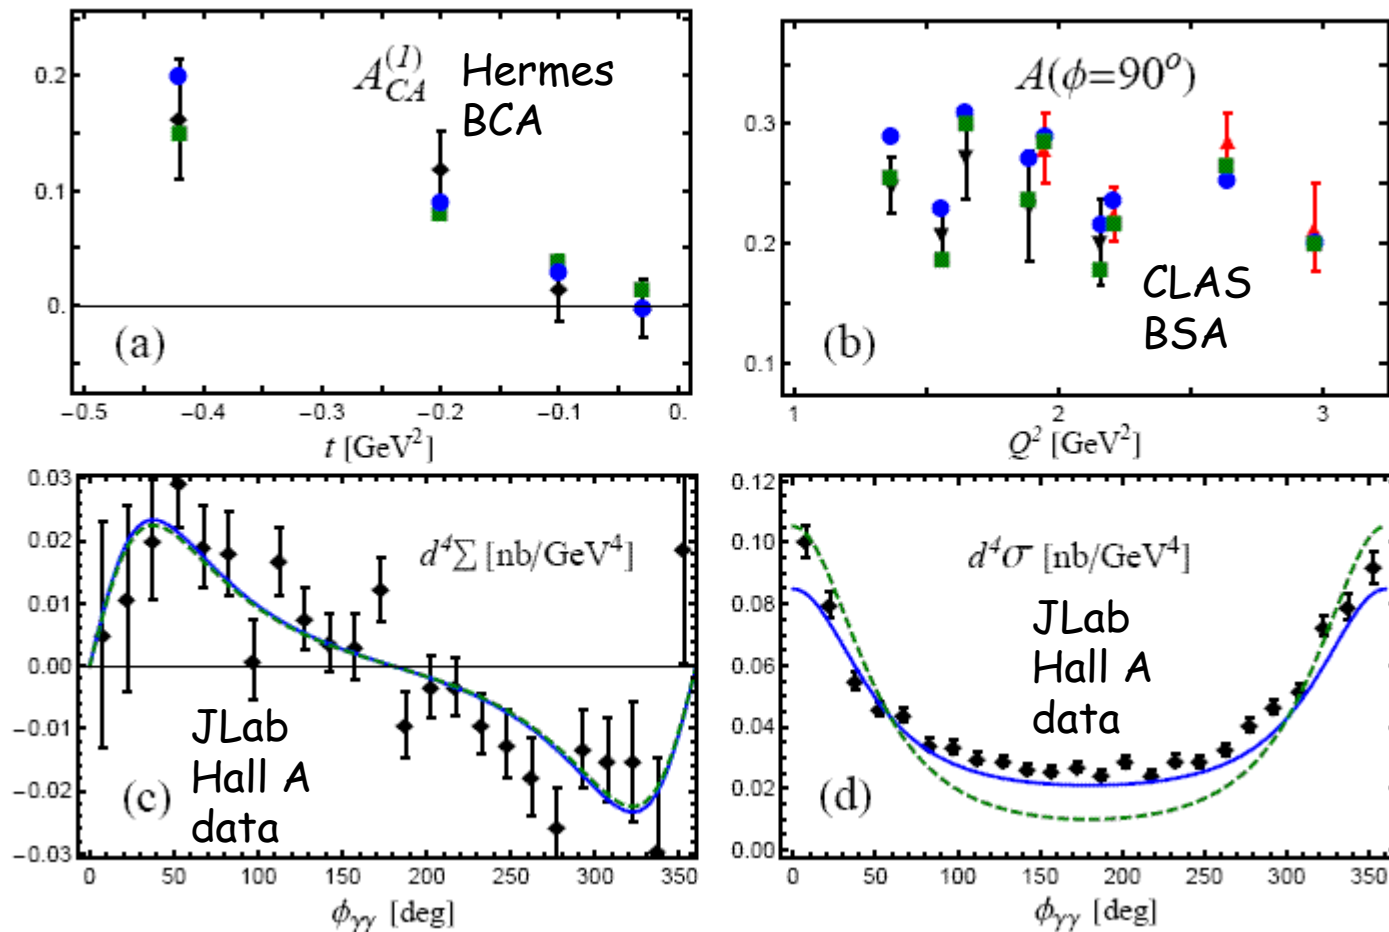 A_{CA}^{(1)} Hermes
BCA
0.2
0.1
0.
(a)
−0.5 −0.4 −0.3 −0.2 −0.1 0.
t [GeV²]
A(ϕ=90°)
0.3
0.2
0.1
CLAS
BSA
(b)
1 2 3
Q² [GeV²]
0.03
0.02
0.01
0.00
−0.01
−0.02
−0.03
d⁴Σ [nb/GeV⁴]
JLab
Hall A
data
(c)
0 50 100 150 200 250 300 350
ϕγγ [deg]
0.12
0.10
0.08
0.06
0.04
0.02
0.00
d⁴σ [nb/GeV⁴]
JLab
Hall A
data
(d)
0 50 100 150 200 250 300 350
ϕγγ [deg]